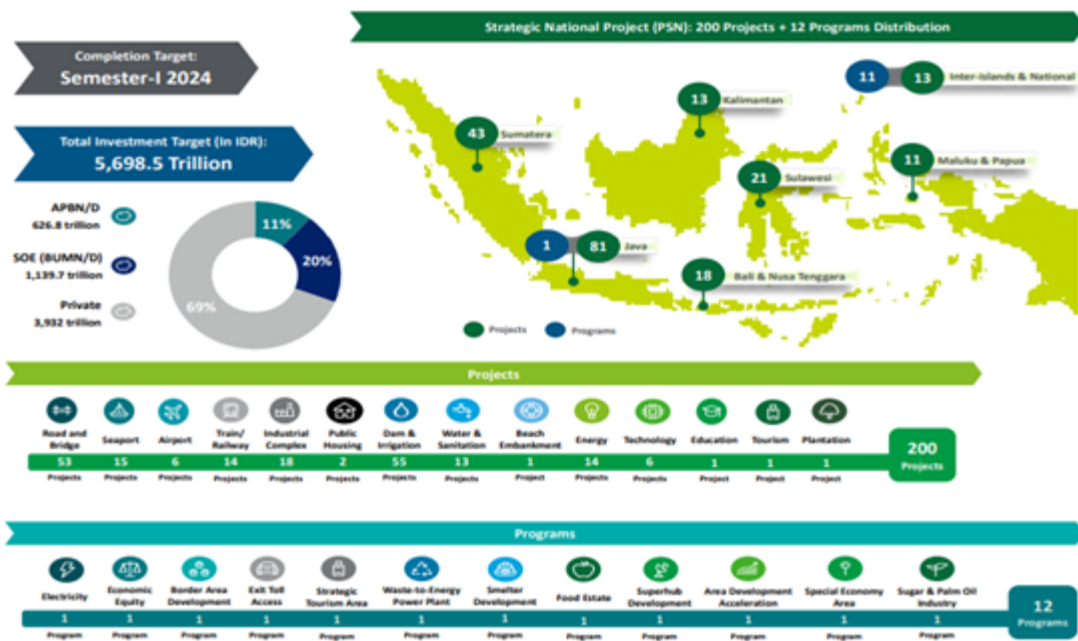 Strategic National Project (PSN): 200 Projects + 12 Programs Distribution
Completion Target:
Semester-I 2024
Total Investment Target (In IDR):
5,698.5 Trillion
APBN/D
626.8 trillion
SOE (BUMN/D)
1,139.7 trillion
Private
3,932 trillion
11%
20%
69%
11 13 Inter-islands & National
13 Kalimantan
43 Sumatera
11 Maluku & Papua
21 Sulawesi
1 81 Java
18 Bali & Nusa Tenggara
Projects Programs
Projects
Road and Bridge
53
Projects
Seaport
15
Projects
Airport
6
Projects
Train/ Railway
14
Projects
Industrial Complex
18
Projects
Public Housing
2
Projects
Dam & Irrigation
55
Projects
Water & Sanitation
13
Projects
Beach Embankment
1
Project
Energy
14
Projects
Technology
6
Projects
Education
1
Project
Tourism
1
Project
Plantation
1
Project
200
Projects
Programs
Electricity
1
Program
Economic Equity
1
Program
Border Area Development
1
Program
Exit Toll Access
1
Program
Strategic Tourism Area
1
Program
Waste-to-Energy Power Plant
1
Program
Smelter Development
1
Program
Food Estate
1
Program
Superhub Development
1
Program
Area Development Acceleration
1
Program
Special Economy Area
1
Program
Sugar & Palm Oil Industry
1
Program
12
Programs